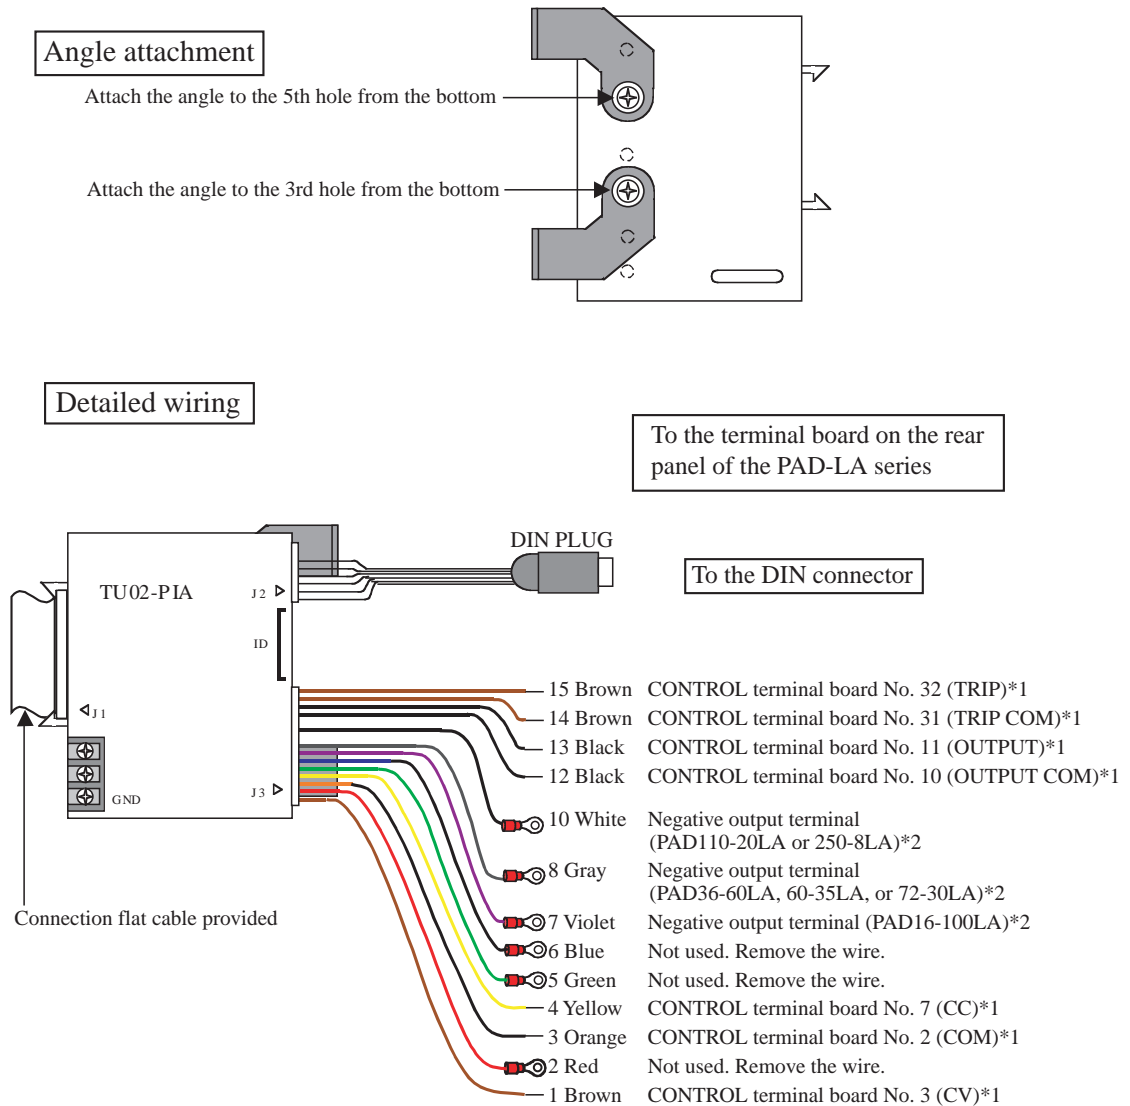 Angle attachment
Attach the angle to the 5th hole from the bottom
Attach the angle to the 3rd hole from the bottom
Detailed wiring
To the terminal board on the rear
panel of the PAD-LA series
DIN PLUG
To the DIN connector
TU02-PIA
J2
ID
J1
GND
J3
Connection flat cable provided
15 Brown CONTROL terminal board No. 32 (TRIP)*1
14 Brown CONTROL terminal board No. 31 (TRIP COM)*1
13 Black CONTROL terminal board No. 11 (OUTPUT)*1
12 Black CONTROL terminal board No. 10 (OUTPUT COM)*1
10 White Negative output terminal
(PAD110-20LA or 250-8LA)*2
8 Gray Negative output terminal
(PAD36-60LA, 60-35LA, or 72-30LA)*2
7 Violet Negative output terminal (PAD16-100LA)*2
6 Blue Not used. Remove the wire.
5 Green Not used. Remove the wire.
4 Yellow CONTROL terminal board No. 7 (CC)*1
3 Orange CONTROL terminal board No. 2 (COM)*1
2 Red Not used. Remove the wire.
1 Brown CONTROL terminal board No. 3 (CV)*1